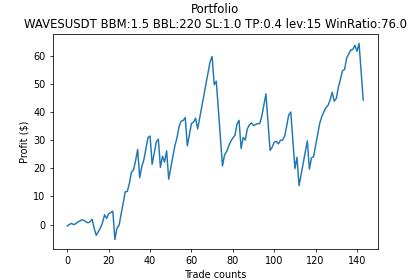 Portfolio
WAVESUSDT BBM:1.5 BBL:220 SL:1.0 TP:0.4 lev:15 WinRatio:76.0
Profit ($)
60
50
40
30
20
10
0
0 20 40 60 80 100 120 140
Trade counts